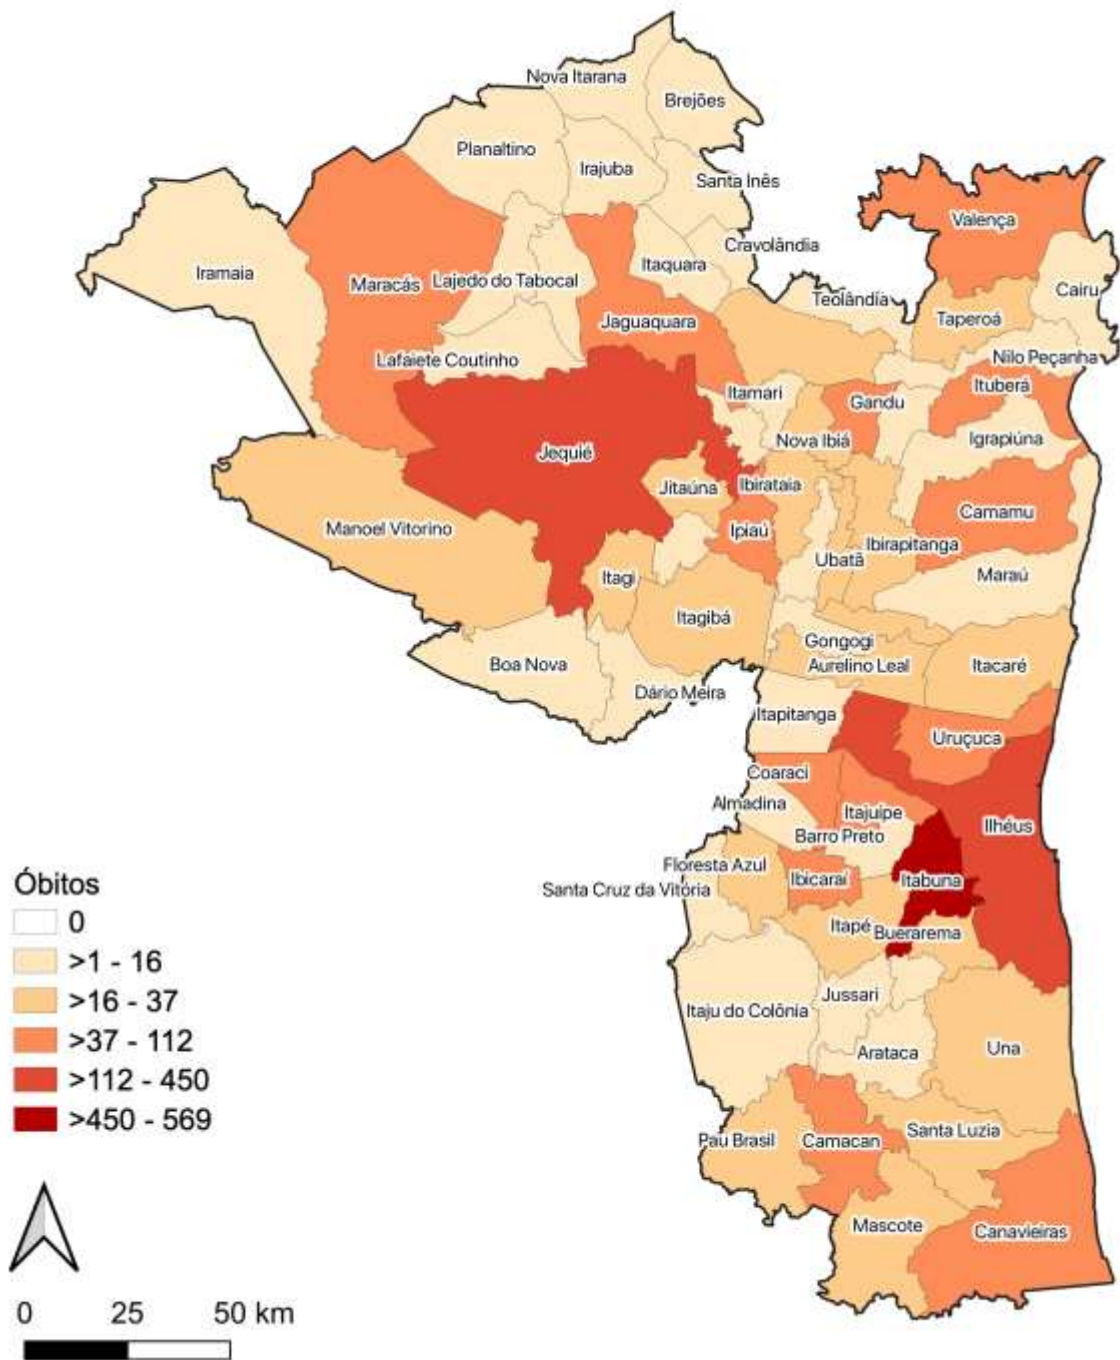 Nova Itarana
Brejões
Planaltino
Irajuba
Santa Inês
Valença
Cravolândia
Iramaia
Maracás
Lajedo do Tabocal
Itaquara
Cairu
Teolândia
Jaguaquara
Taperoá
Lafaiete Coutinho
Nilo Peçanha
Itamari
Gandu
Ituberá
Nova Ibiá
Igrapiúna
Jequié
Jitaúna
Ibirataia
Camamu
Manoel Vitorino
Ipiaú
Ibirapitanga
Ubatã
Maraú
Itagi
Itagibá
Gongogi
Boa Nova
Aurelino Leal
Itacaré
Dário Meira
Itapitanga
Uruçuca
Coaraci
Almadina
Itajuípe
Ilhéus
Barro Preto
Floresta Azul
Ibicaraí
Itabuna
Santa Cruz da Vitória
Itapé
Buerarema
Jussari
Itaju do Colônia
Arataca
Una
Pau Brasil
Camacan
Santa Luzia
Mascote
Canavieiras
Óbitos
0
>1 - 16
>16 - 37
>37 - 112
>112 - 450
>450 - 569
0 25 50 km